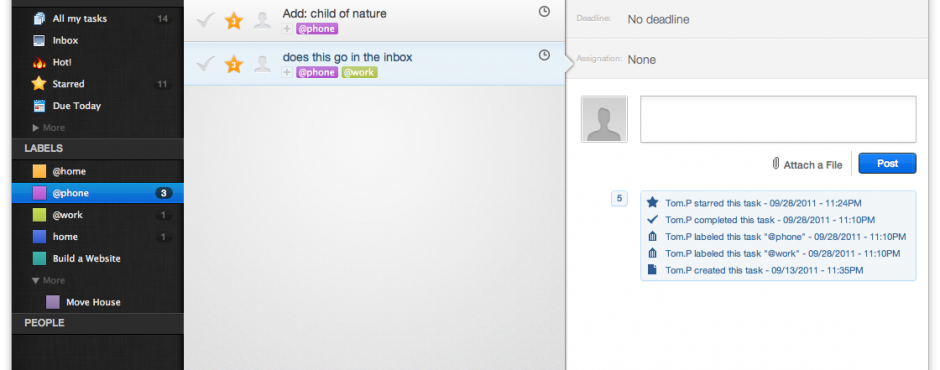 All my tasks 14
Inbox
Hot!
Starred 11
Due Today
More
LABELS
@home
@phone 3
@work 1
home 1
Build a Website
More
Move House
PEOPLE
3 Add: child of nature
@phone
3 does this go in the inbox
@phone @work
Deadline: No deadline
Assignation: None
Attach a File Post
5
Tom.P starred this task - 09/28/2011 - 11:24PM
Tom.P completed this task - 09/28/2011 - 11:10PM
Tom.P labeled this task "@phone" - 09/28/2011 - 11:10PM
Tom.P labeled this task "@work" - 09/28/2011 - 11:10PM
Tom.P created this task - 09/13/2011 - 11:35PM